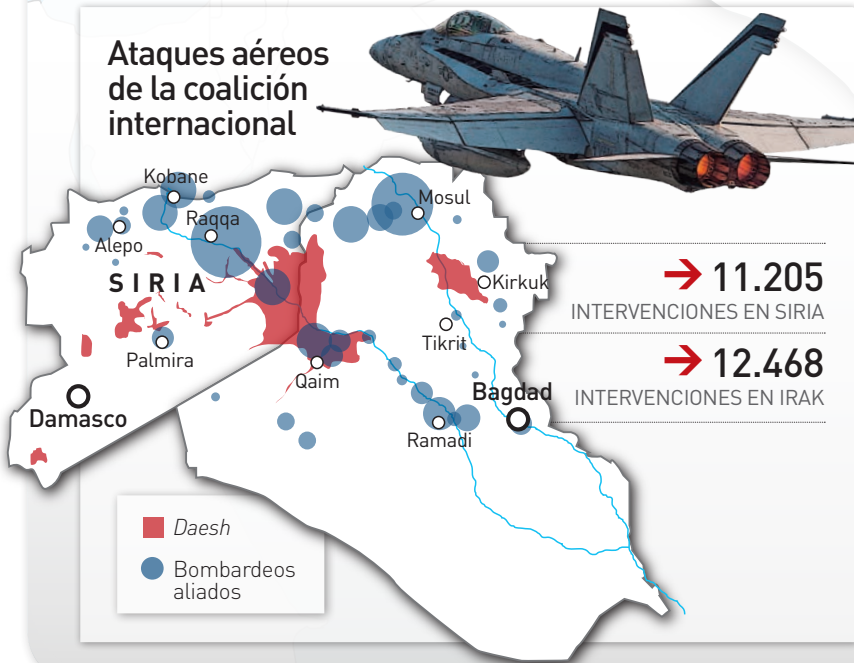 Ataques aéreos
de la coalición
internacional
Kobane
Mosul
Raqqa
Alepo
SIRIA
Kirkuk
Palmira
Tikrit
Qaim
Damasco
Bagdad
Ramadi
11.205
INTERVENCIONES EN SIRIA
12.468
INTERVENCIONES EN IRAK
Daesh
Bombardeos
aliados